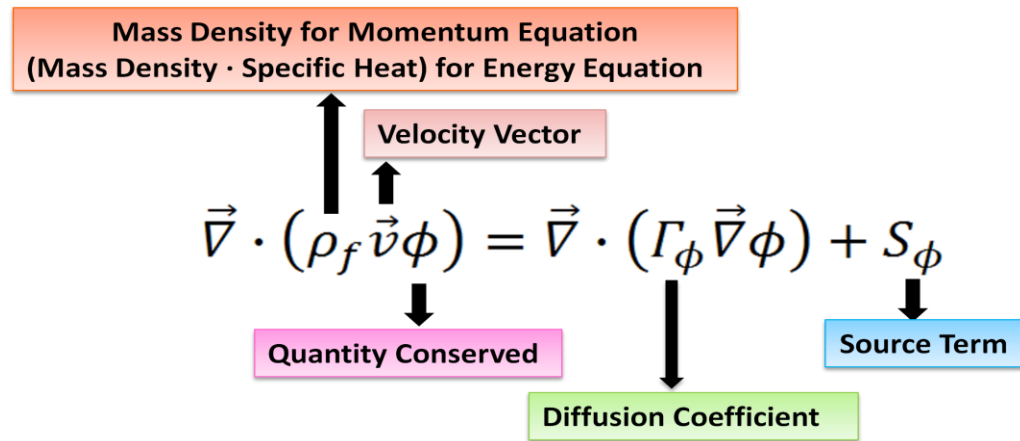 Mass Density for Momentum Equation
(Mass Density · Specific Heat) for Energy Equation
Velocity Vector
∇⃗ · (ρ_f v⃗ϕ) = ∇⃗ · (Γ_ϕ ∇⃗ϕ) + S_ϕ
Quantity Conserved
Source Term
Diffusion Coefficient